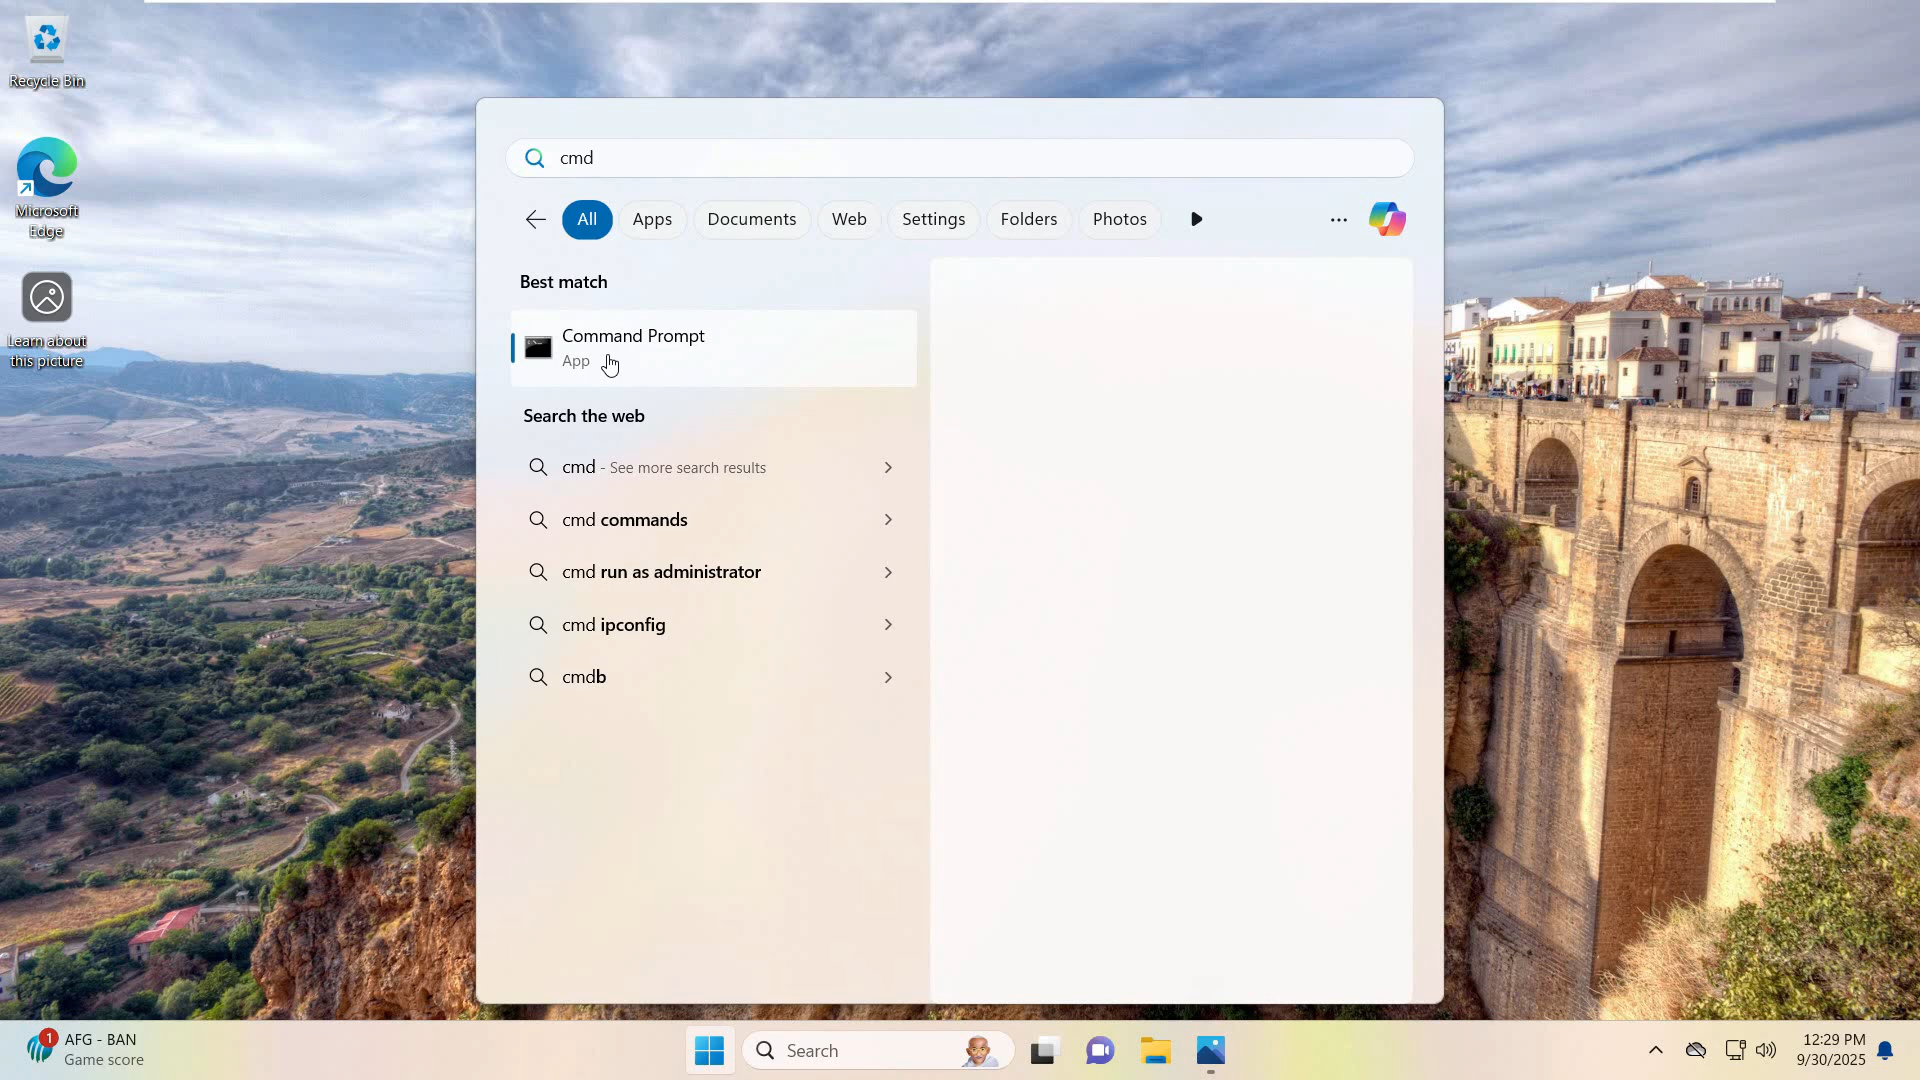 Recycle Bin
Microsoft
Edge
Learn about
this picture
cmd
All
Apps
Documents
Web
Settings
Folders
Photos
Best match
Command Prompt
App
Search the web
cmd - See more search results
cmd commands
cmd run as administrator
cmd ipconfig
cmdb
1
AFG - BAN
Game score
Search
12:29 PM
9/30/2025